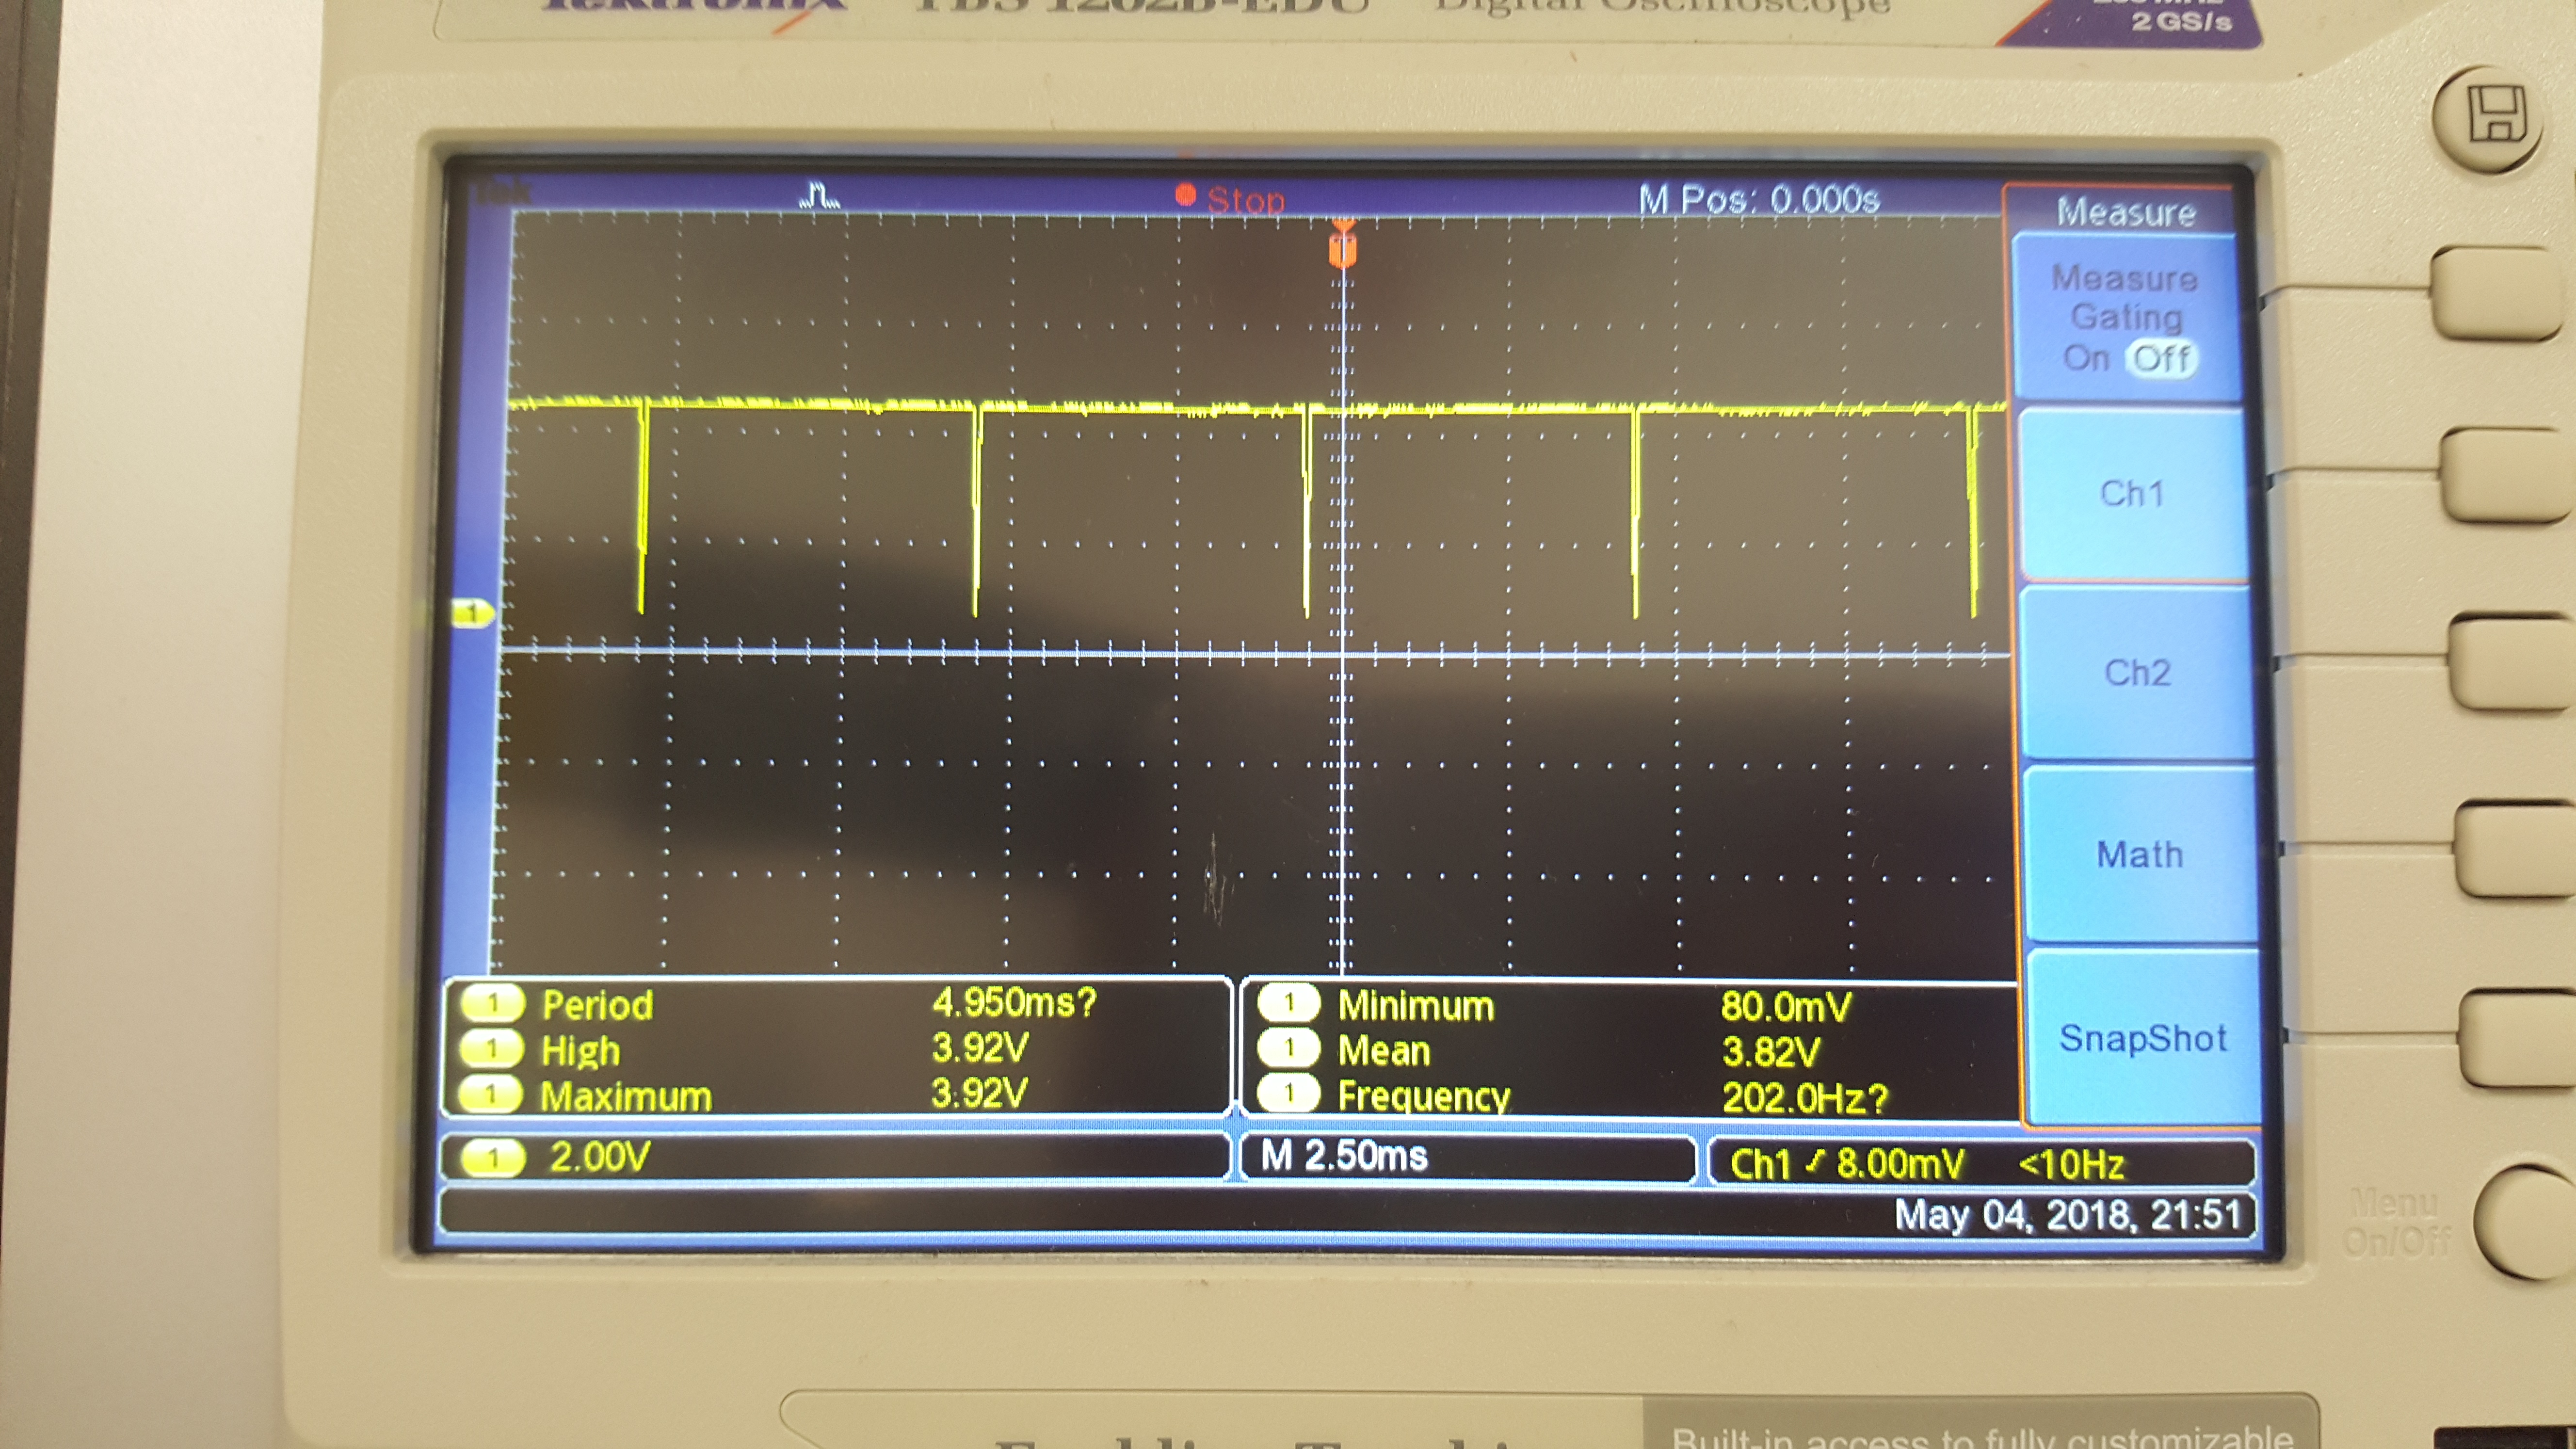 Tektronix TBS 1202B-EDU Digital Oscilloscope
2 GS/s
Tek Stop M Pos: 0.000s
Measure
Measure
Gating
On Off
Ch1
1
Ch2
Math
SnapShot
1 Period 4.950ms? 1 Minimum 80.0mV
1 High 3.92V 1 Mean 3.82V
1 Maximum 3.92V 1 Frequency 202.0Hz?
1 2.00V M 2.50ms Ch1 8.00mV <10Hz
May 04, 2018, 21:51
Menu
On/Off
Built-in access to fully customizable